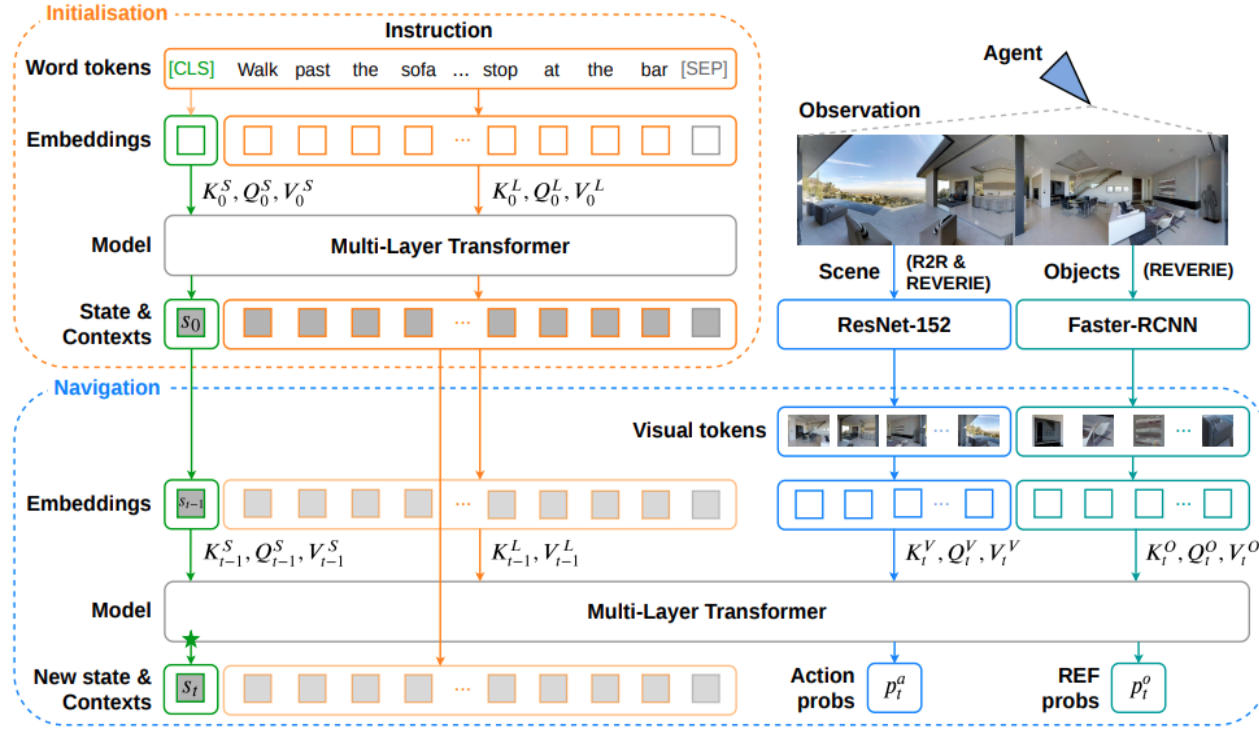 Initialisation
Instruction
Word tokens [CLS] Walk past the sofa ... stop at the bar [SEP]
Embeddings
K_0^S, Q_0^S, V_0^S
K_0^L, Q_0^L, V_0^L
Model
Multi-Layer Transformer
State &
Contexts
s_0
...
Agent
Observation
Scene
(R2R &
REVERIE)
Objects
(REVERIE)
ResNet-152
Faster-RCNN
Navigation
Visual tokens
...
...
Embeddings
s_{t-1}
...
...
...
K_{t-1}^S, Q_{t-1}^S, V_{t-1}^S
K_{t-1}^L, V_{t-1}^L
K_t^V, Q_t^V, V_t^V
K_t^O, Q_t^O, V_t^O
Model
Multi-Layer Transformer
New state &
Contexts
s_t
...
Action
probs
p_t^a
REF
probs
p_t^o